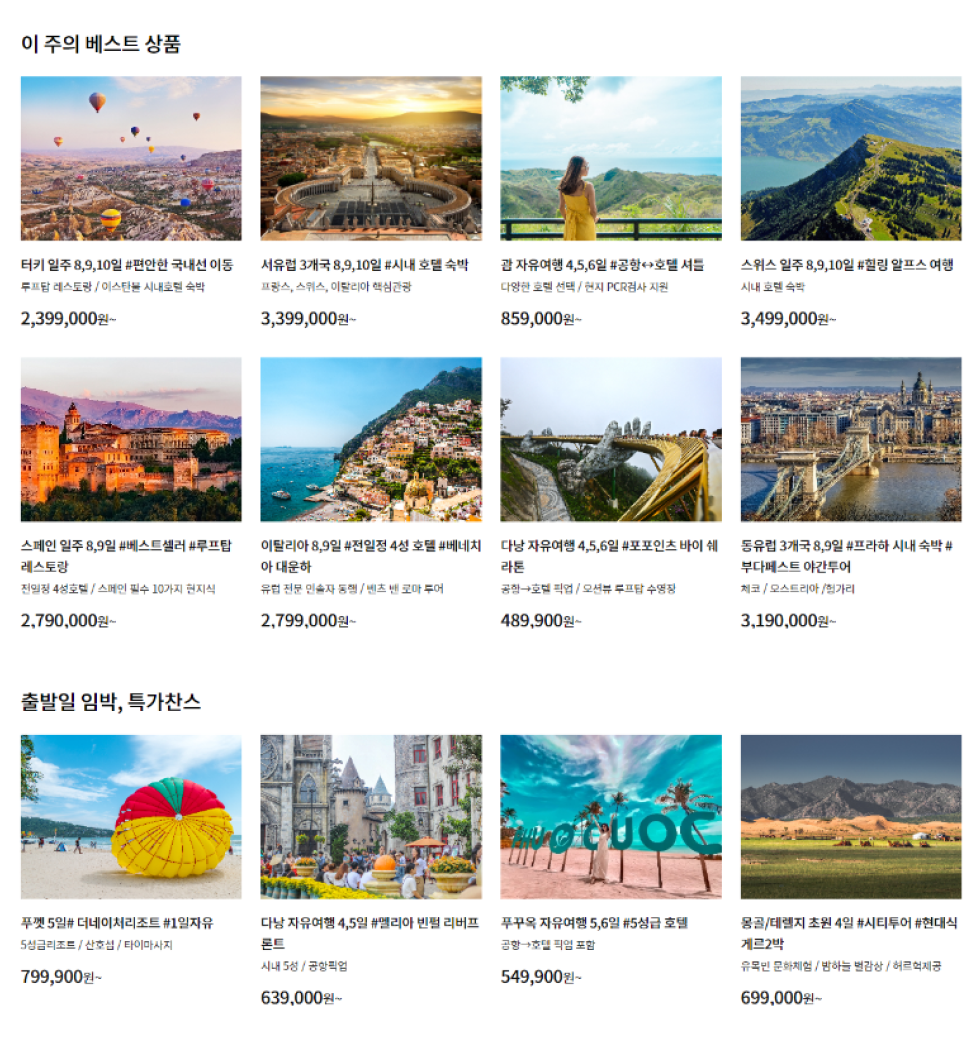 이 주의 베스트 상품
터키 일주 8,9,10일 #편안한 국내선 이동
루프탑 레스토랑 / 이스탄불 시내호텔 숙박
2,399,000원~
서유럽 3개국 8,9,10일 #시내 호텔 숙박
프랑스, 스위스, 이탈리아 핵심관광
3,399,000원~
괌 자유여행 4,5,6일 #공항↔호텔 셔틀
다양한 호텔 선택 / 현지 PCR검사 지원
859,000원~
스위스 일주 8,9,10일 #힐링 알프스 여행
시내 호텔 숙박
3,499,000원~
스페인 일주 8,9일 #베스트셀러 #루프탑
레스토랑
전일정 4성호텔 / 스페인 필수 10가지 현지식
2,790,000원~
이탈리아 8,9일 #전일정 4성 호텔 #베네치
아 대운하
유럽 전문 인솔자 동행 / 벤츠 밴 로마 투어
2,799,000원~
다낭 자유여행 4,5,6일 #포포인츠 바이 쉐
라톤
공항→호텔 픽업 / 오션뷰 루프탑 수영장
489,900원~
동유럽 3개국 8,9일 #프라하 시내 숙박 #
부다페스트 야간투어
체코 / 오스트리아 /헝가리
3,190,000원~
출발일 임박, 특가찬스
푸껫 5일# 더네이처리조트 #1일자유
5성급리조트 / 산호섬 / 타이마사지
799,900원~
다낭 자유여행 4,5일 #멜리아 빈펄 리버프
론트
시내 5성 / 공항픽업
639,000원~
푸꾸옥 자유여행 5,6일 #5성급 호텔
공항→호텔 픽업 포함
549,900원~
몽골/테렐지 초원 4일 #시티투어 #현대식
게르2박
유목민 문화체험 / 밤하늘 별감상 / 허르헉제공
699,000원~